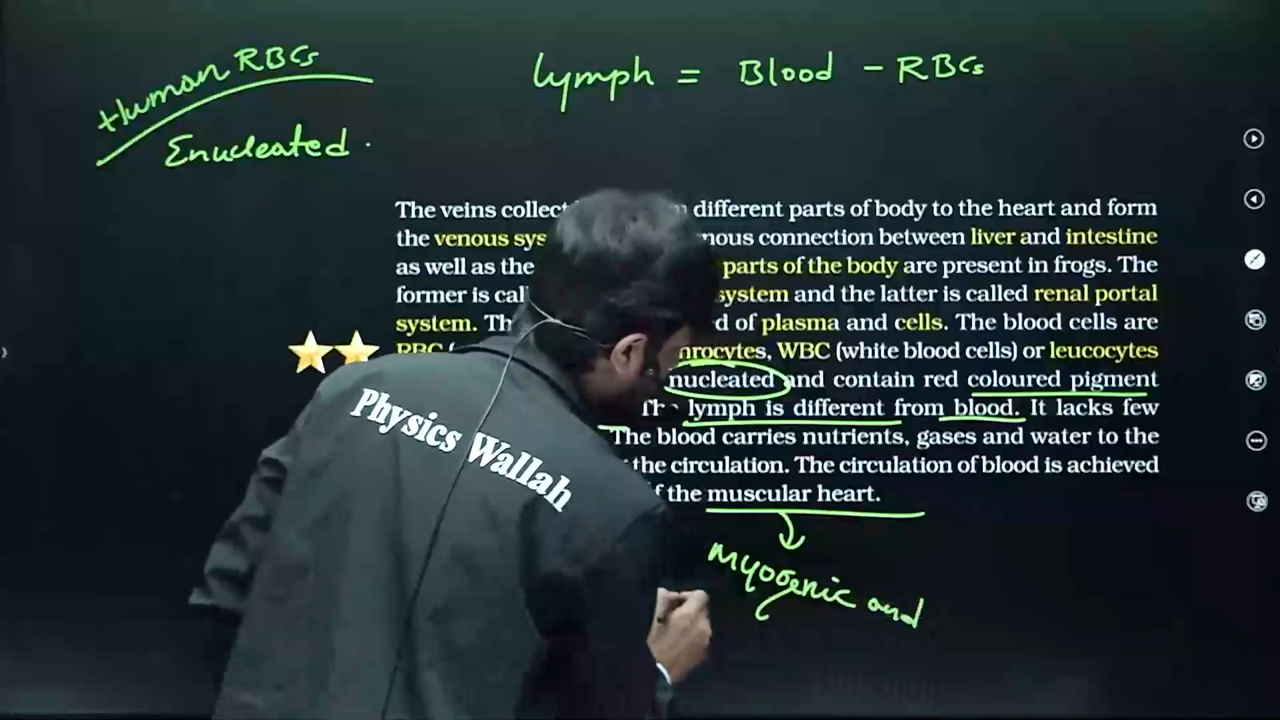 Human RBCs
Enucleated
lymph = Blood - RBCs
The veins collect different parts of body to the heart and form
the venous connection between liver and intestine
as well as the parts of the body are present in frogs. The
former is system and the latter is called renal portal
system. of plasma and cells. The blood cells are
RBC WBC (white blood cells) or leucocytes
nucleated and contain red coloured pigment
lymph is different from blood. It lacks few
The blood carries nutrients, gases and water to the
the circulation. The circulation of blood is achieved
the muscular heart.
myogenic and
Physics Wallah